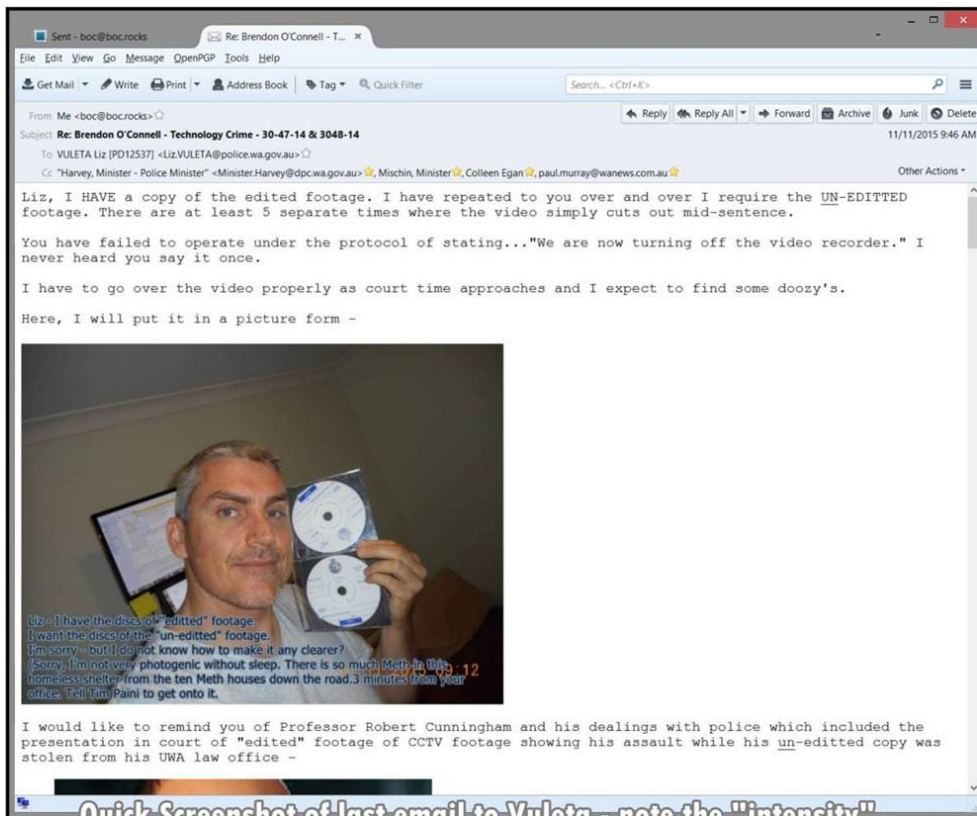 Sent - boc@boc.rocks
Re: Brendon O'Connell - T...
File Edit View Go Message OpenPGP Tools Help
Get Mail Write Print Address Book Tag Quick Filter Search... <Ctrl+K>
From Me <boc@boc.rocks> Reply Reply All Forward Archive Junk Delete
Subject Re: Brendon O'Connell - Technology Crime - 30-47-14 & 3048-14 11/11/2015 9:46 AM
To VULETA Liz [PD12537] <Liz.VULETA@police.wa.gov.au>
Cc "Harvey, Minister - Police Minister" <Minister.Harvey@dpc.wa.gov.au>, Mischin, Minister, Colleen Egan, paul.murray@wanews.com.au Other Actions
Liz, I HAVE a copy of the edited footage. I have repeated to you over and over I require the UN-EDITTED
footage. There are at least 5 separate times where the video simply cuts out mid-sentence.
You have failed to operate under the protocol of stating..."We are now turning off the video recorder." I
never heard you say it once.
I have to go over the video properly as court time approaches and I expect to find some doozy's.
Here, I will put it in a picture form -
Liz - I have the discs of "editted" footage.
I want the discs of the "un-editted" footage.
I'm sorry - but I do not know how to make it any clearer?
(Sorry, I'm not very photogenic without sleep. There is so much Meth in this
homeless shelter from the ten Meth houses down the road.3 minutes from your
office. Tell Tim Paini to get onto it.
2015 09:12
I would like to remind you of Professor Robert Cunningham and his dealings with police which included the
presentation in court of "edited" footage of CCTV footage showing his assault while his un-editted copy was
stolen from his UWA law office -
Quick Screenshot of last email to Vuleta - note the "intensity"